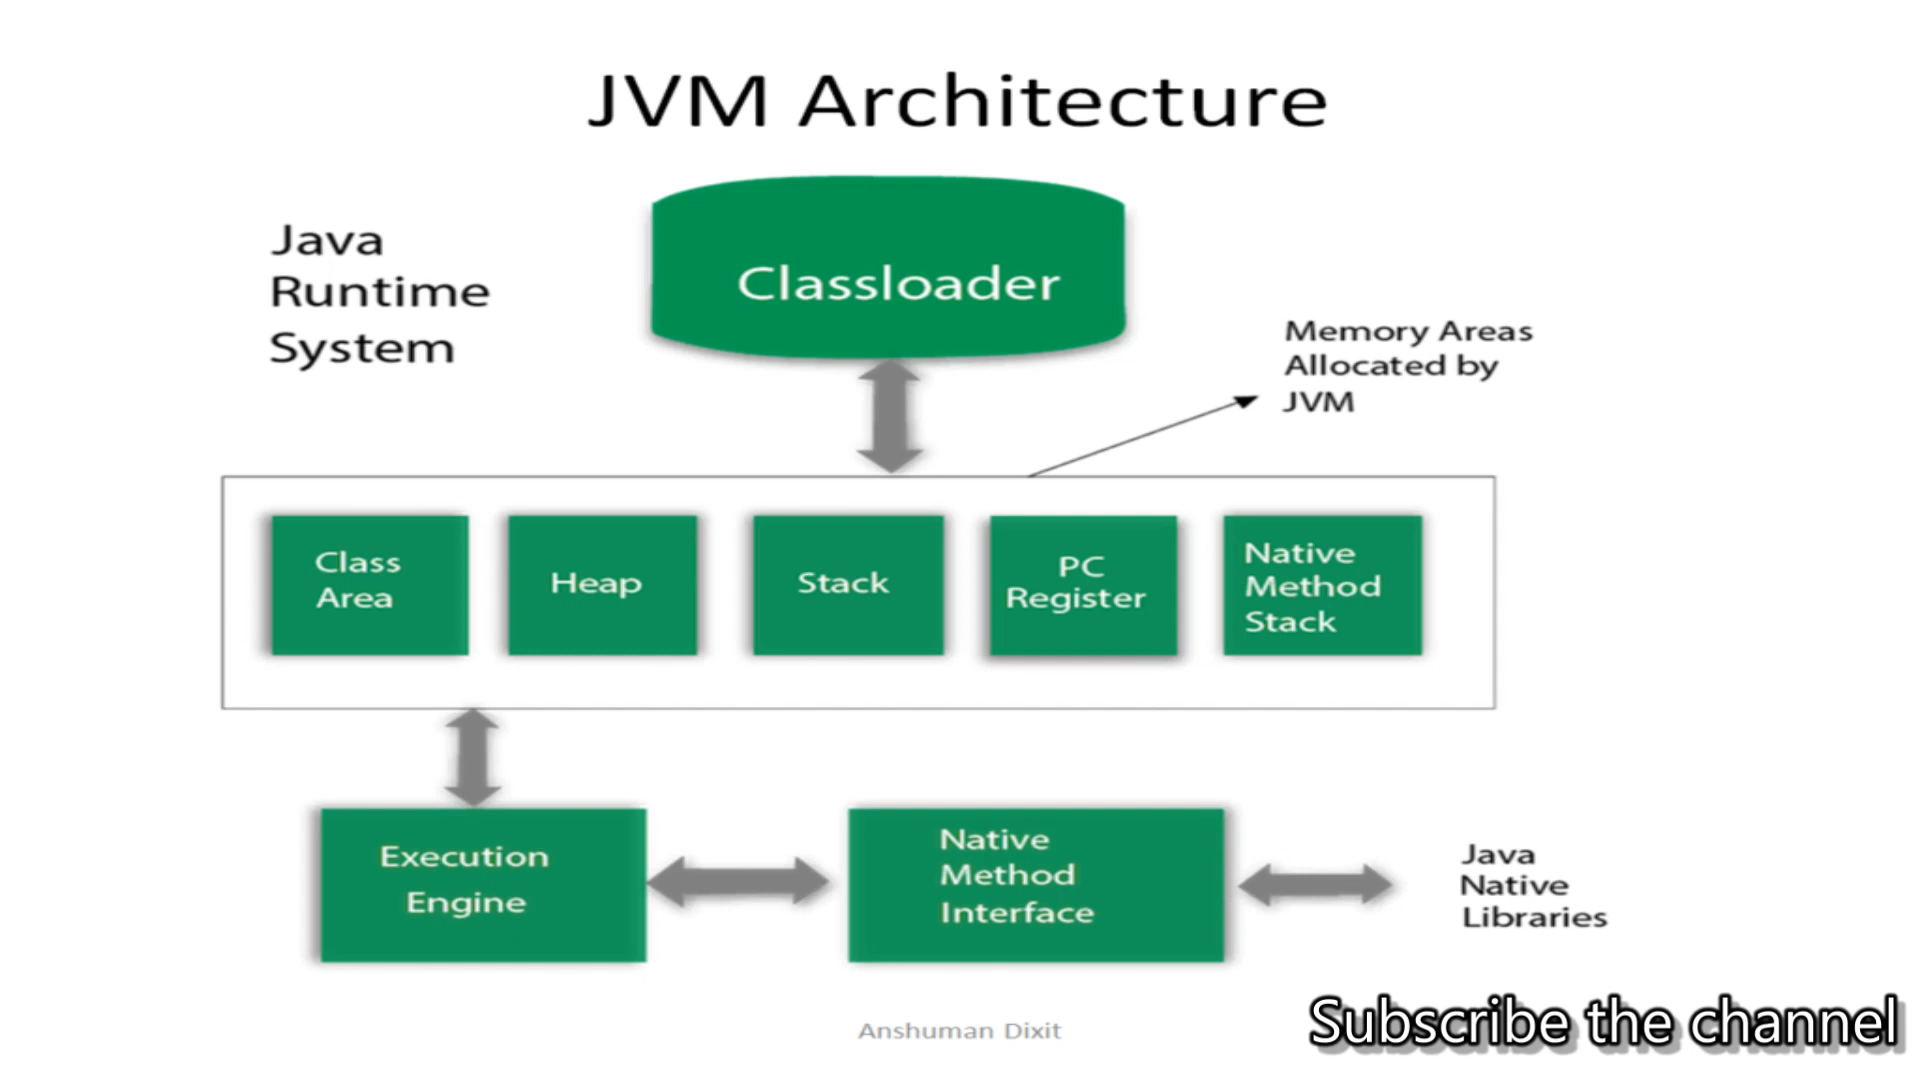 JVM Architecture
Java
Runtime
System
Classloader
Memory Areas
Allocated by
JVM
Class
Area
Heap
Stack
PC
Register
Native
Method
Stack
Execution
Engine
Native
Method
Interface
Java
Native
Libraries
Anshuman Dixit
Subscribe the channel